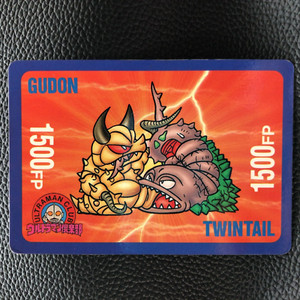 GUDON
1500FP
1500FP
ULTRAMAN CLUB
TWINTAIL